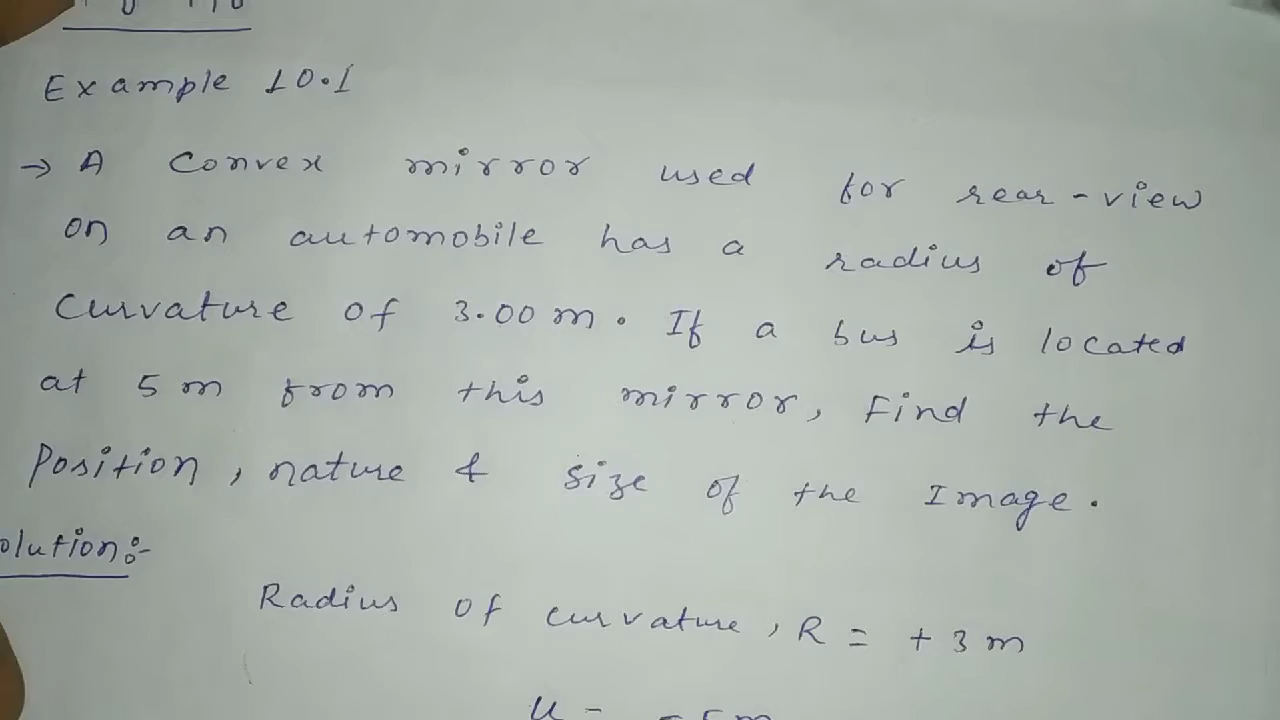 Example 10.1
→ A Convex mirror used for rear-view
on an automobile has a radius of
Curvature of 3.00 m. If a bus is located
at 5 m from this mirror, Find the
Position, nature & size of the Image.
olution:-
Radius of curvature, R = +3 m
u = -5m